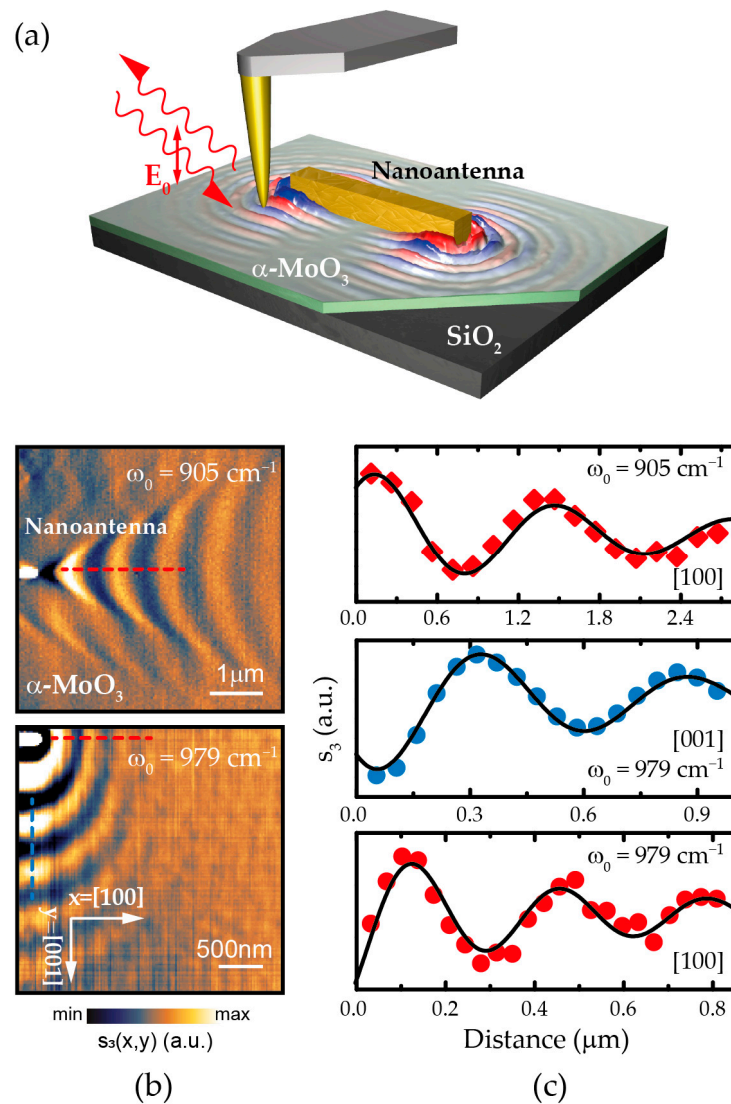 (a)
E₀
Nanoantenna
α-MoO₃
SiO₂
ω₀ = 905 cm⁻¹
Nanoantenna
α-MoO₃
1μm
ω₀ = 979 cm⁻¹
x=[100]
y=[001]
500nm
min max
s₃(x,y) (a.u.)
(b)
ω₀ = 905 cm⁻¹
[100]
0.0 0.6 1.2 1.8 2.4
s₃ (a.u.)
[001]
ω₀ = 979 cm⁻¹
0.0 0.3 0.6 0.9
ω₀ = 979 cm⁻¹
[100]
0.0 0.2 0.4 0.6 0.8
Distance (μm)
(c)